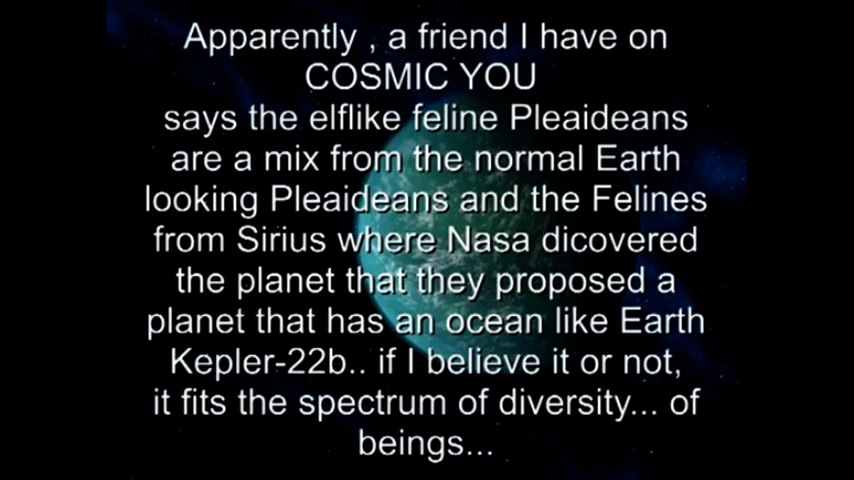 Apparently , a friend I have on
COSMIC YOU
says the elflike feline Pleaideans
are a mix from the normal Earth
looking Pleaideans and the Felines
from Sirius where Nasa dicovered
the planet that they proposed a
planet that has an ocean like Earth
Kepler-22b.. if I believe it or not,
it fits the spectrum of diversity... of
beings...